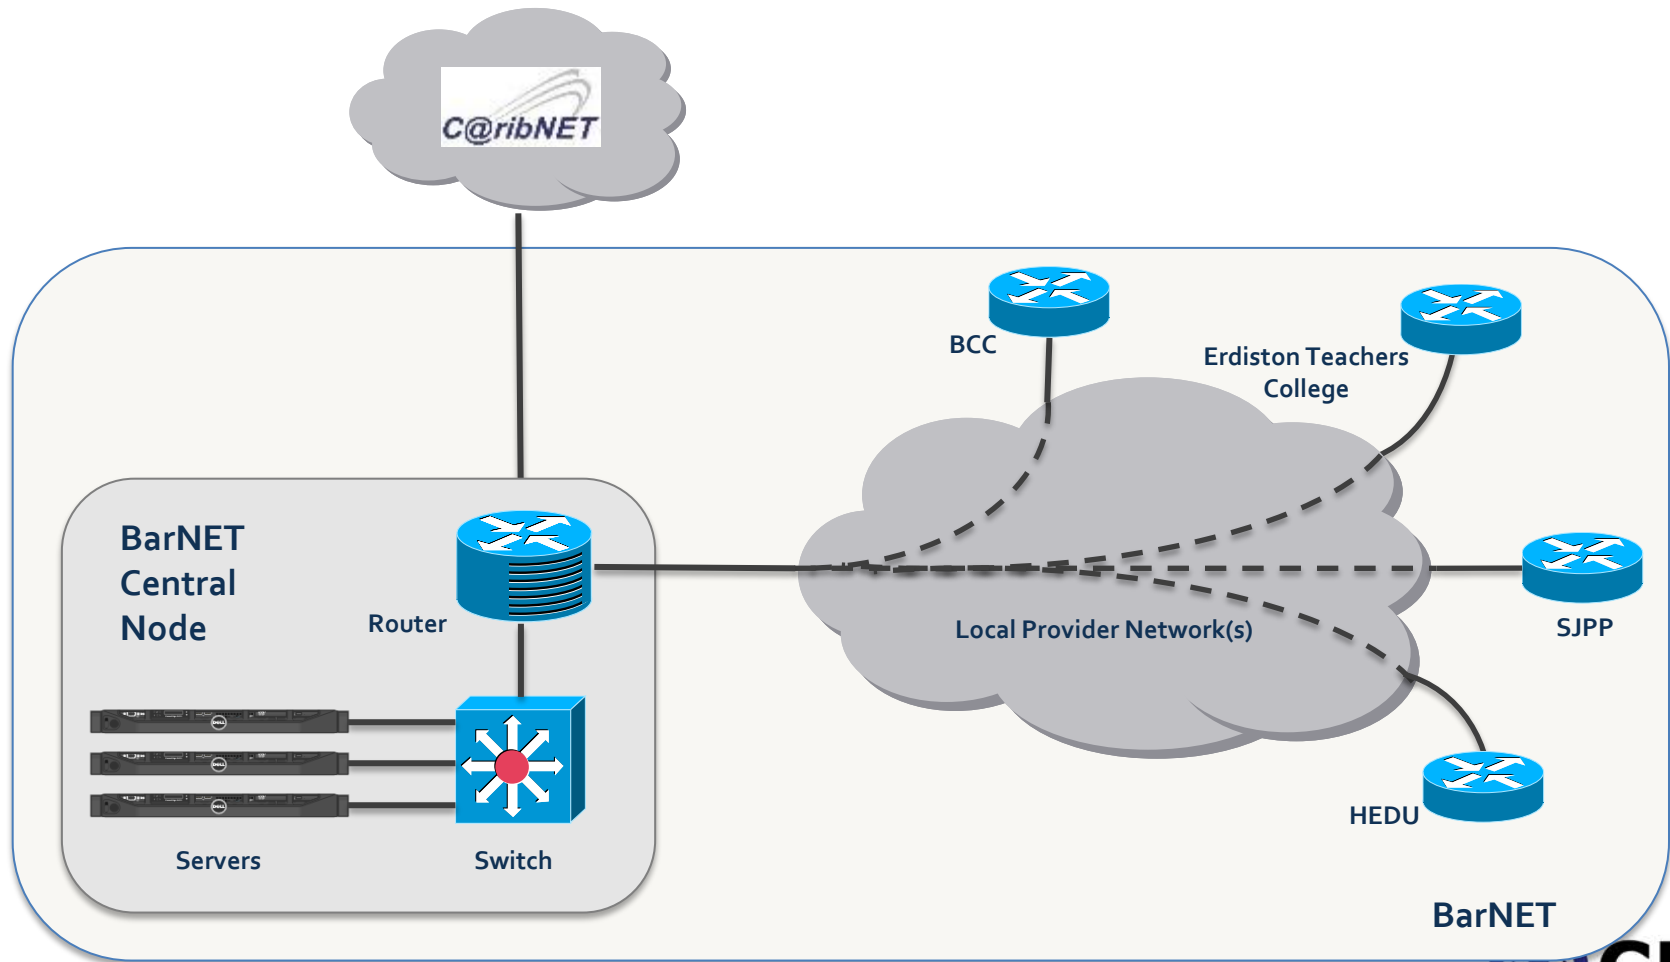 C@ribNET
BCC
Erdiston Teachers
College
BarNET
Central
Node
Router
Local Provider Network(s)
SJPP
HEDU
Servers
Switch
BarNET